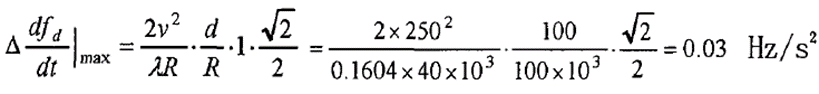 Δ df_d/dt|_max = 2v²/λR · d/R · 1 · √2/2 = 2×250²/0.1604×40×10³ · 100/100×10³ · √2/2 = 0.03 Hz/s²